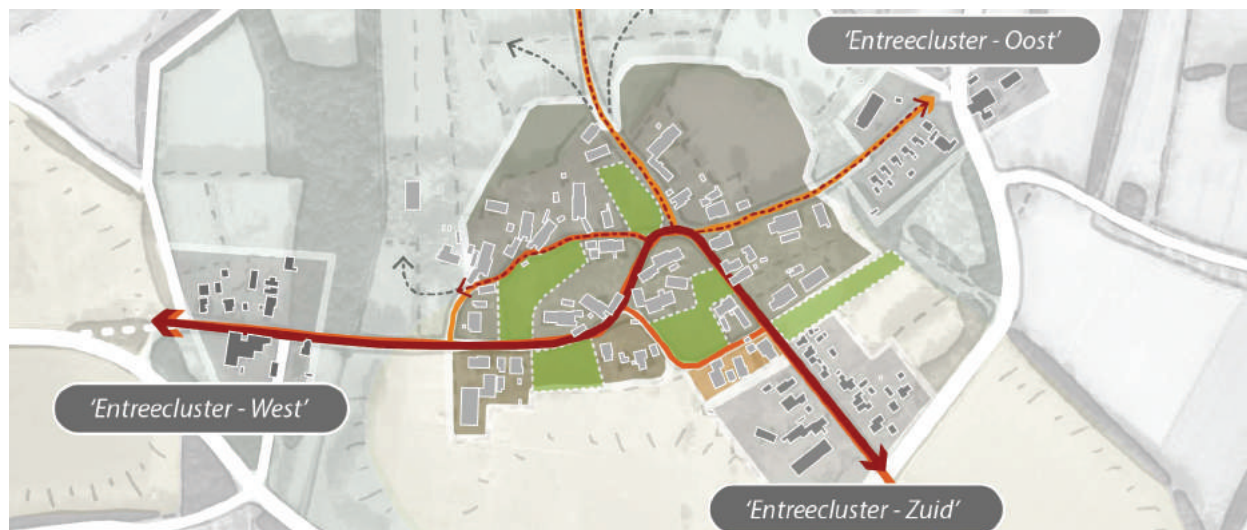 'Entreecluster - Oost'
'Entreecluster - West'
'Entreecluster - Zuid'